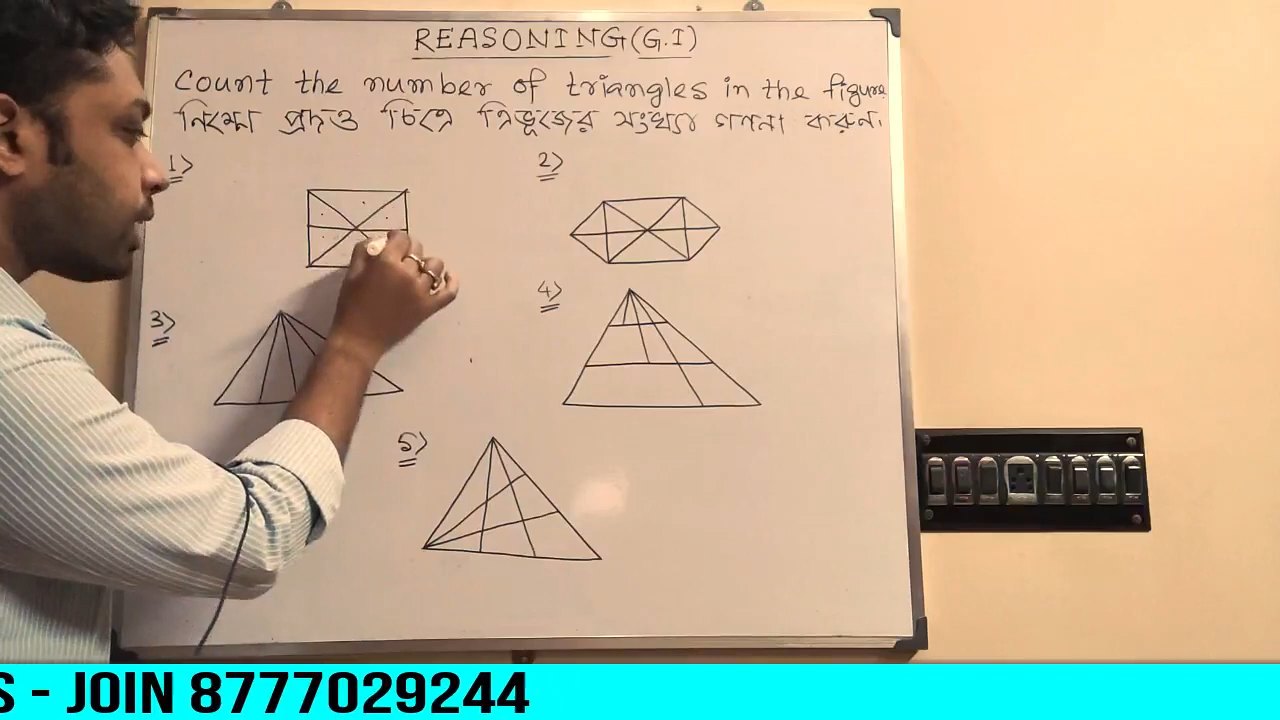 REASONING(G.I)
Count the number of triangles in the figure
নিম্নে প্রদত্ত চিত্রে ত্রিভূজের সংখ্যা গণনা করুন।
1>
2>
3>
4>
5>
S - JOIN 8777029244